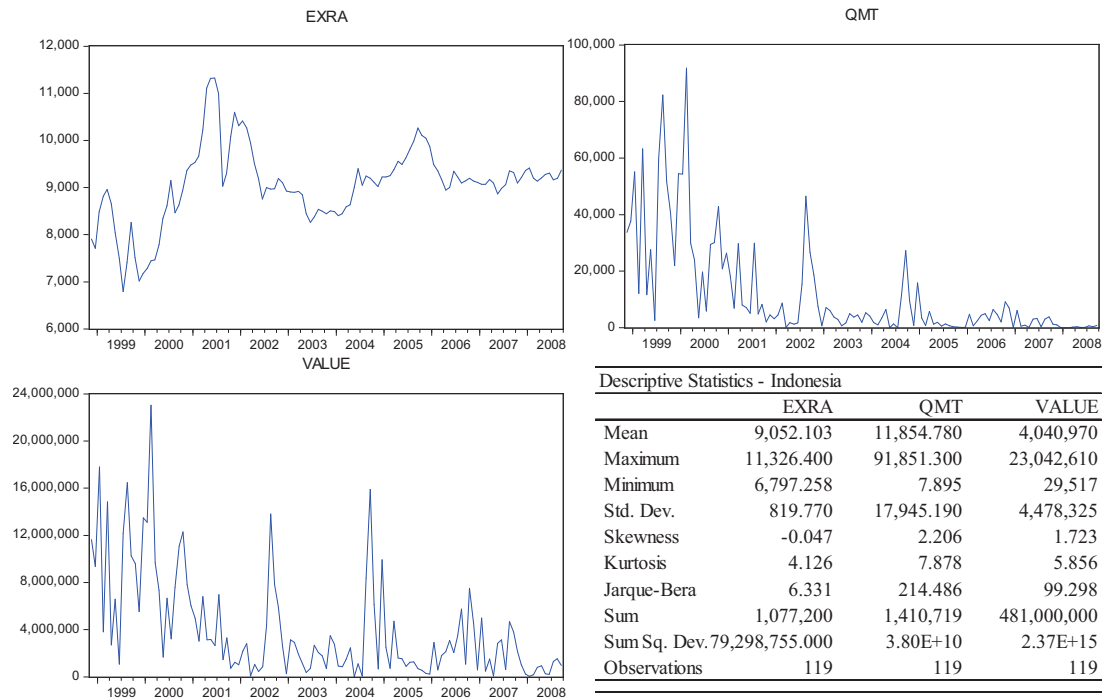 EXRA
12,000
11,000
10,000
9,000
8,000
7,000
6,000
1999 2000 2001 2002 2003 2004 2005 2006 2007 2008
QMT
100,000
80,000
60,000
40,000
20,000
0
1999 2000 2001 2002 2003 2004 2005 2006 2007 2008
VALUE
24,000,000
20,000,000
16,000,000
12,000,000
8,000,000
4,000,000
0
1999 2000 2001 2002 2003 2004 2005 2006 2007 2008
Descriptive Statistics - Indonesia
EXRA QMT VALUE
Mean 9,052.103 11,854.780 4,040,970
Maximum 11,326.400 91,851.300 23,042,610
Minimum 6,797.258 7.895 29,517
Std. Dev. 819.770 17,945.190 4,478,325
Skewness -0.047 2.206 1.723
Kurtosis 4.126 7.878 5.856
Jarque-Bera 6.331 214.486 99.298
Sum 1,077,200 1,410,719 481,000,000
Sum Sq. Dev. 79,298,755.000 3.80E+10 2.37E+15
Observations 119 119 119